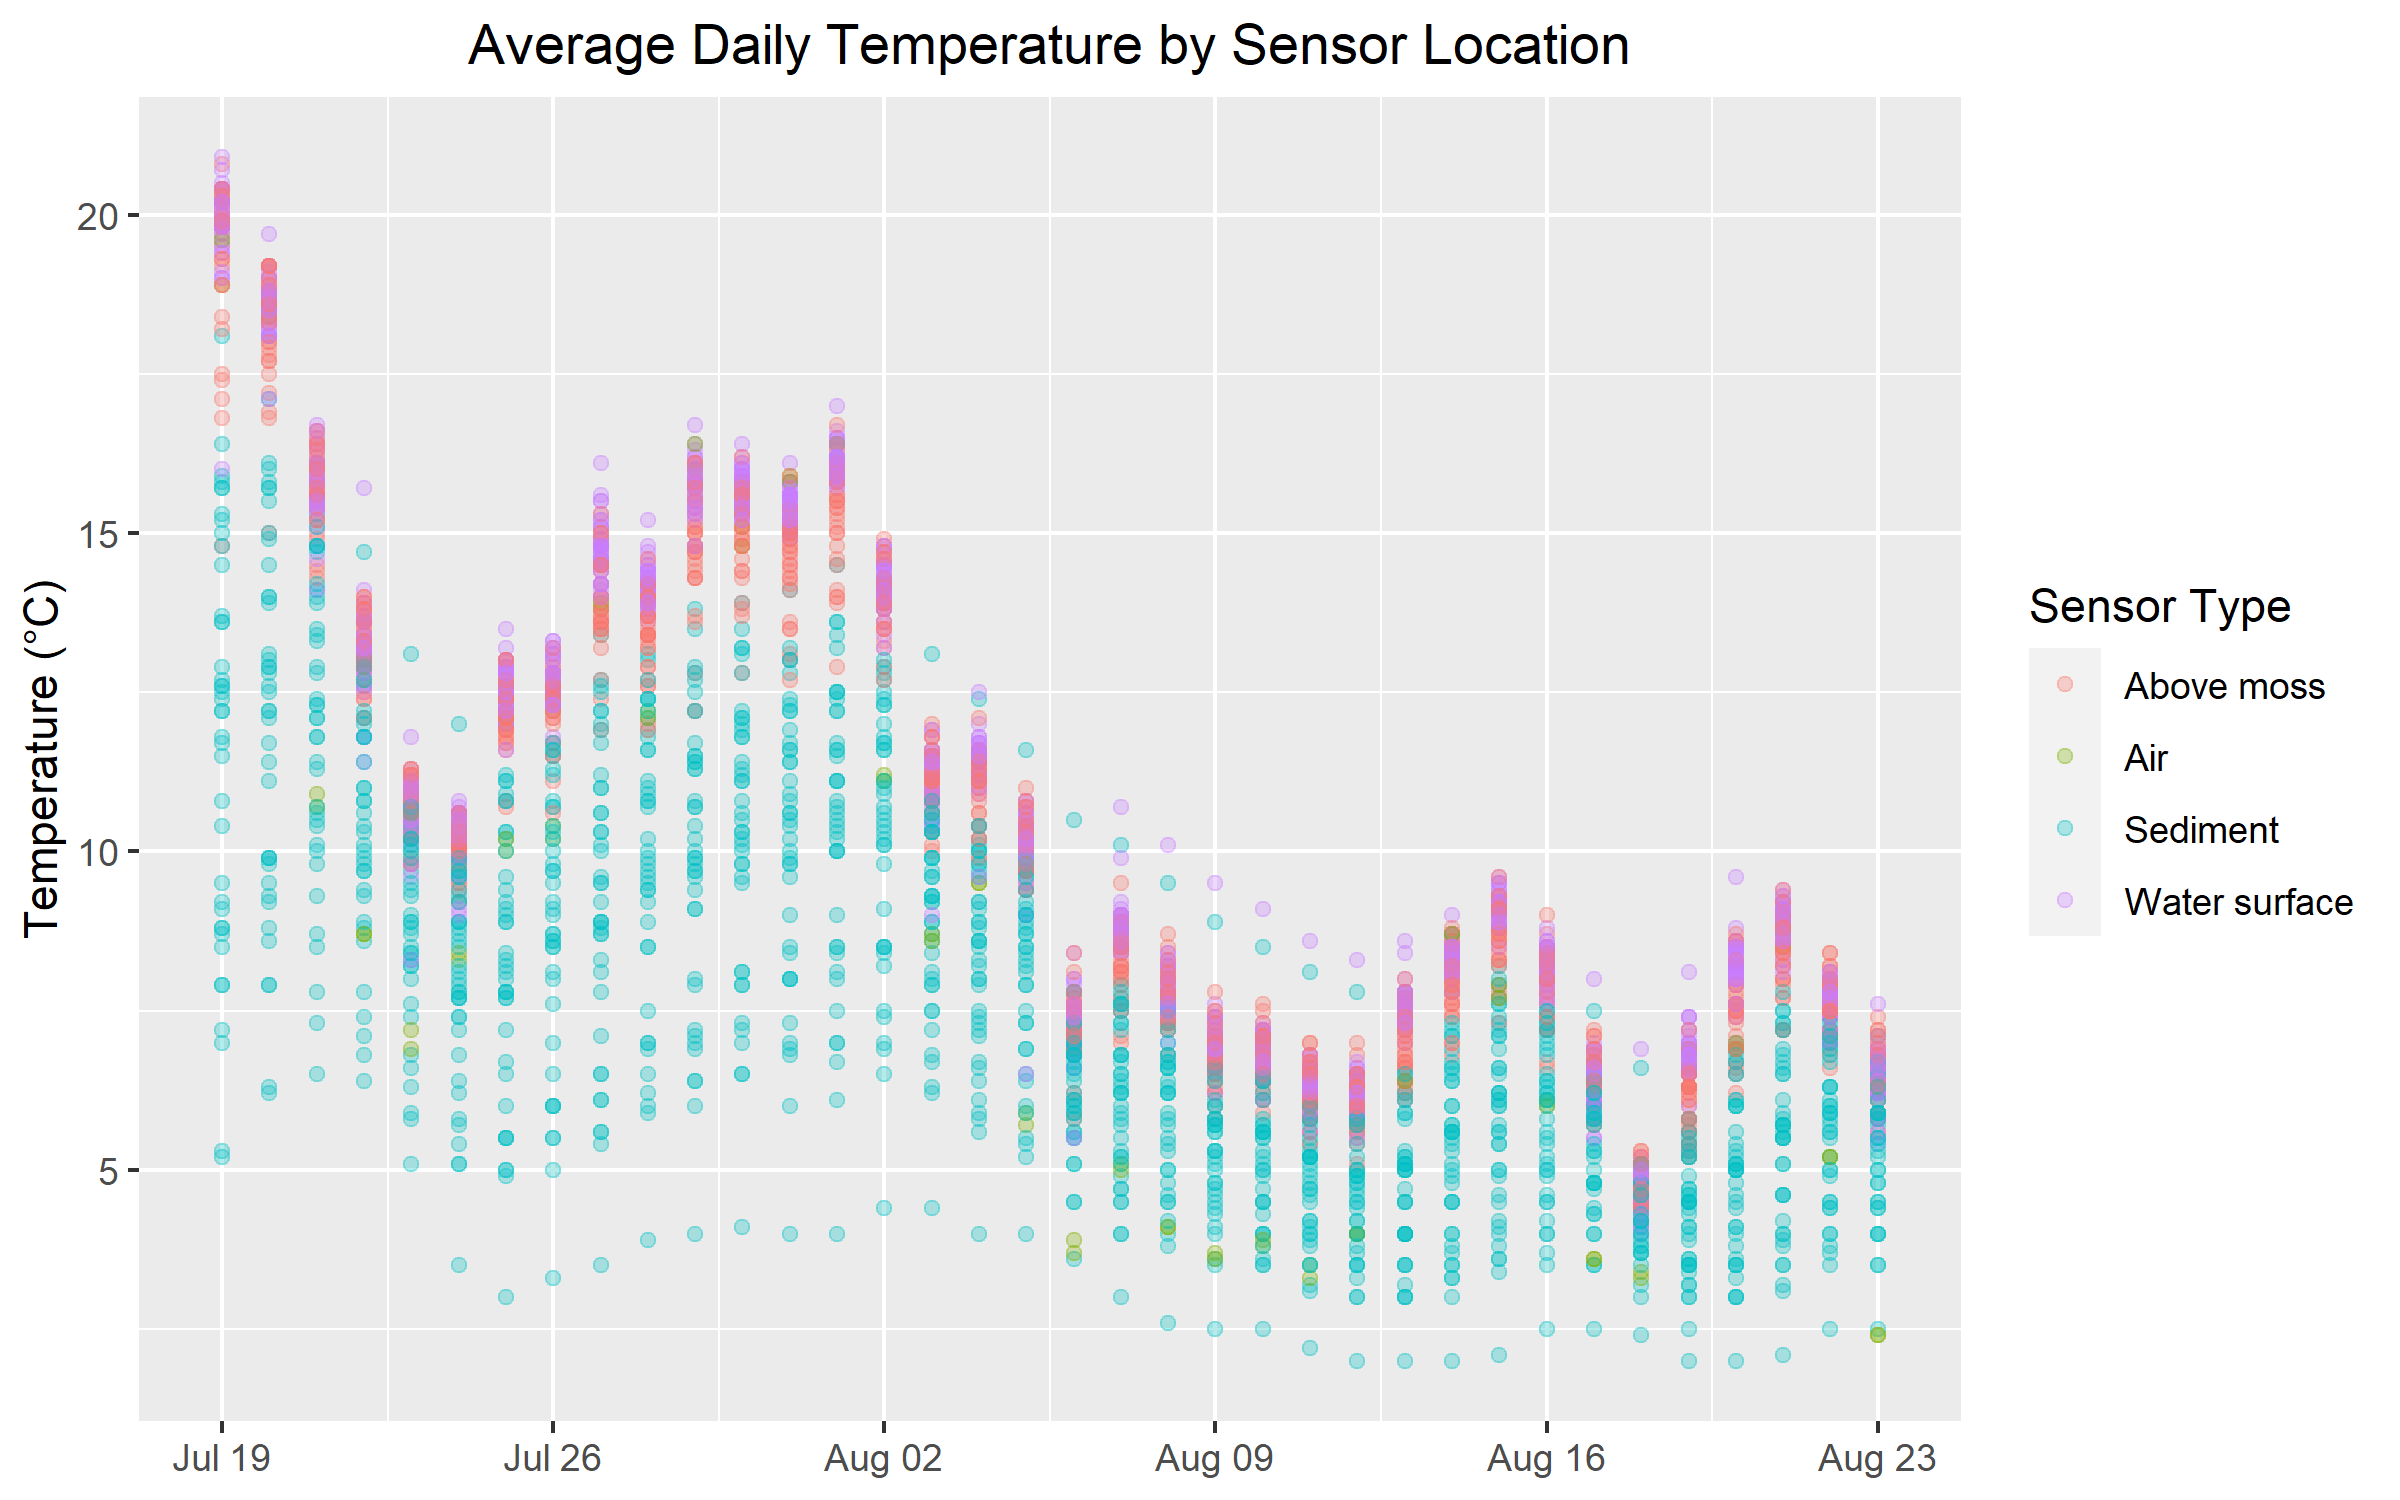 Average Daily Temperature by Sensor Location
Temperature (°C)
20
15
10
5
Jul 19
Jul 26
Aug 02
Aug 09
Aug 16
Aug 23
Sensor Type
Above moss
Air
Sediment
Water surface